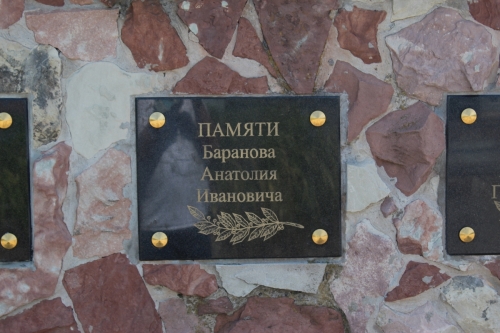 ПАМЯТИ
Баранова
Анатолия
Ивановича